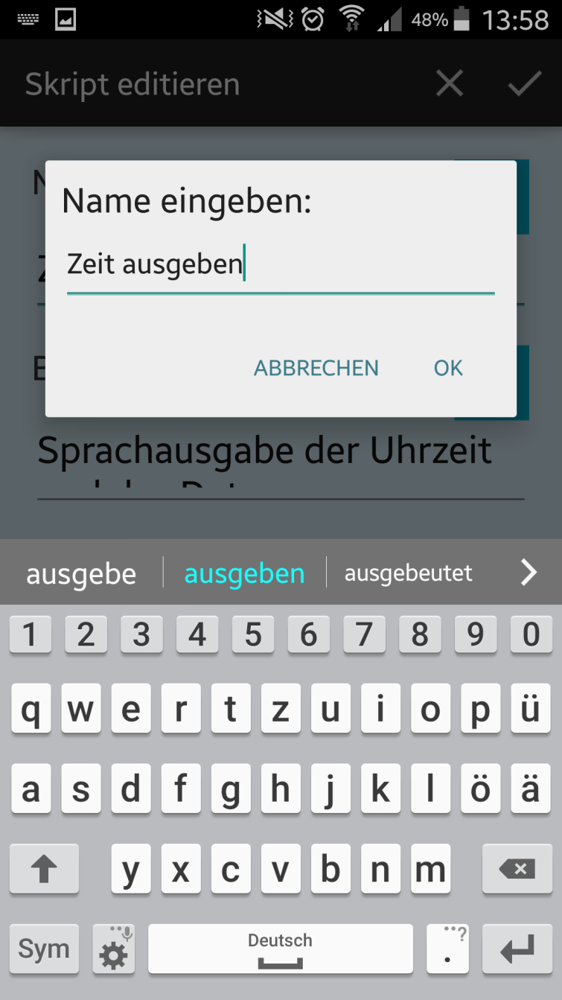 48% 13:58
Skript editieren
Name eingeben:
Zeit ausgeben
ABBRECHEN OK
Sprachausgabe der Uhrzeit
ausgebe ausgeben ausgebeutet
1 2 3 4 5 6 7 8 9 0
q w e r t z u i o p ü
a s d f g h j k l ö ä
y x c v b n m
Sym Deutsch . ?